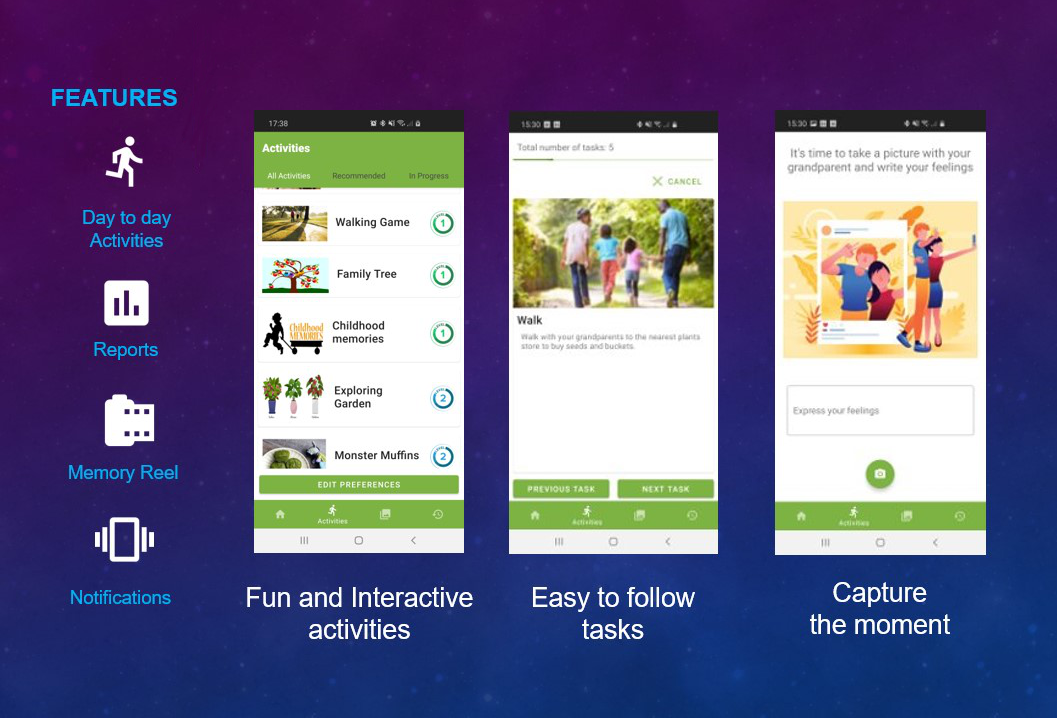 FEATURES
Day to day
Activities
Reports
Memory Reel
Notifications
17:38
Activities
All Activities Recommended In Progress
Walking Game 1
Family Tree 1
Childhood
MEMORIES
Childhood
memories 1
Exploring
Garden 2
Monster Muffins 2
EDIT PREFERENCES
Activities
Fun and Interactive
activities
15:30
Total number of tasks: 5
CANCEL
Walk
Walk with your grandparents to the nearest plants
store to buy seeds and buckets.
PREVIOUS TASK NEXT TASK
Activities
Easy to follow
tasks
15:30
It's time to take a picture with your
grandparent and write your feelings
Express your feelings
Activities
Capture
the moment